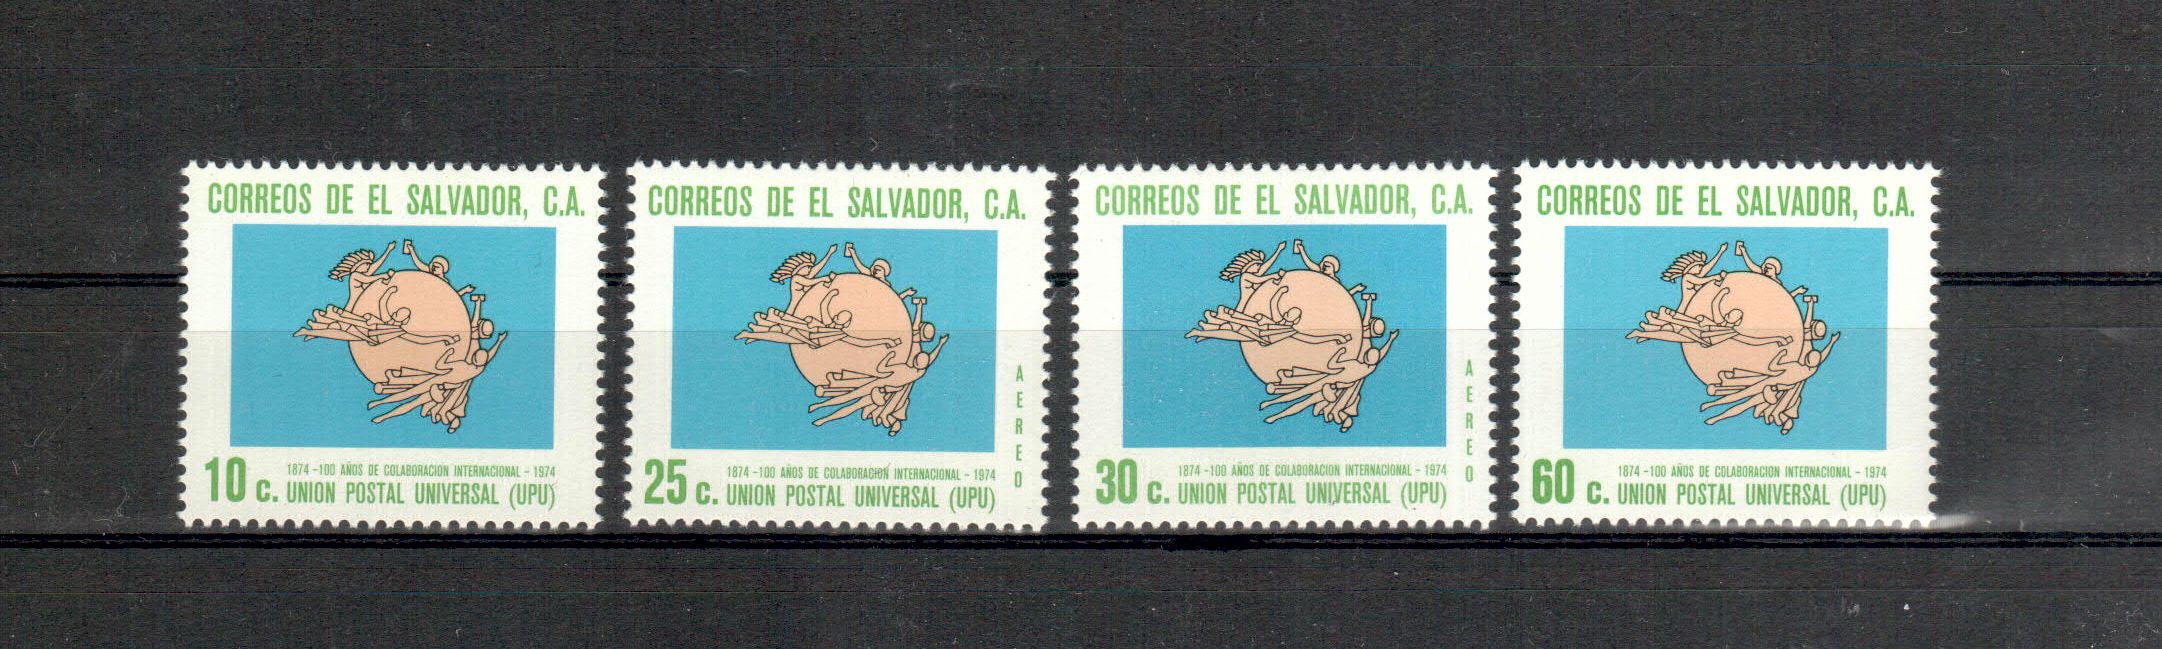 CORREOS DE EL SALVADOR, C.A.
10 c. 1874 -100 AÑOS DE COLABORACION INTERNACIONAL - 1974
UNION POSTAL UNIVERSAL (UPU)
CORREOS DE EL SALVADOR, C.A.
AEREO
25 c. 1874 -100 AÑOS DE COLABORACION INTERNACIONAL - 1974
UNION POSTAL UNIVERSAL (UPU)
CORREOS DE EL SALVADOR, C.A.
AEREO
30 c. 1874 -100 AÑOS DE COLABORACION INTERNACIONAL - 1974
UNION POSTAL UNIVERSAL (UPU)
CORREOS DE EL SALVADOR, C.A.
60 c. 1874 -100 AÑOS DE COLABORACION INTERNACIONAL - 1974
UNION POSTAL UNIVERSAL (UPU)